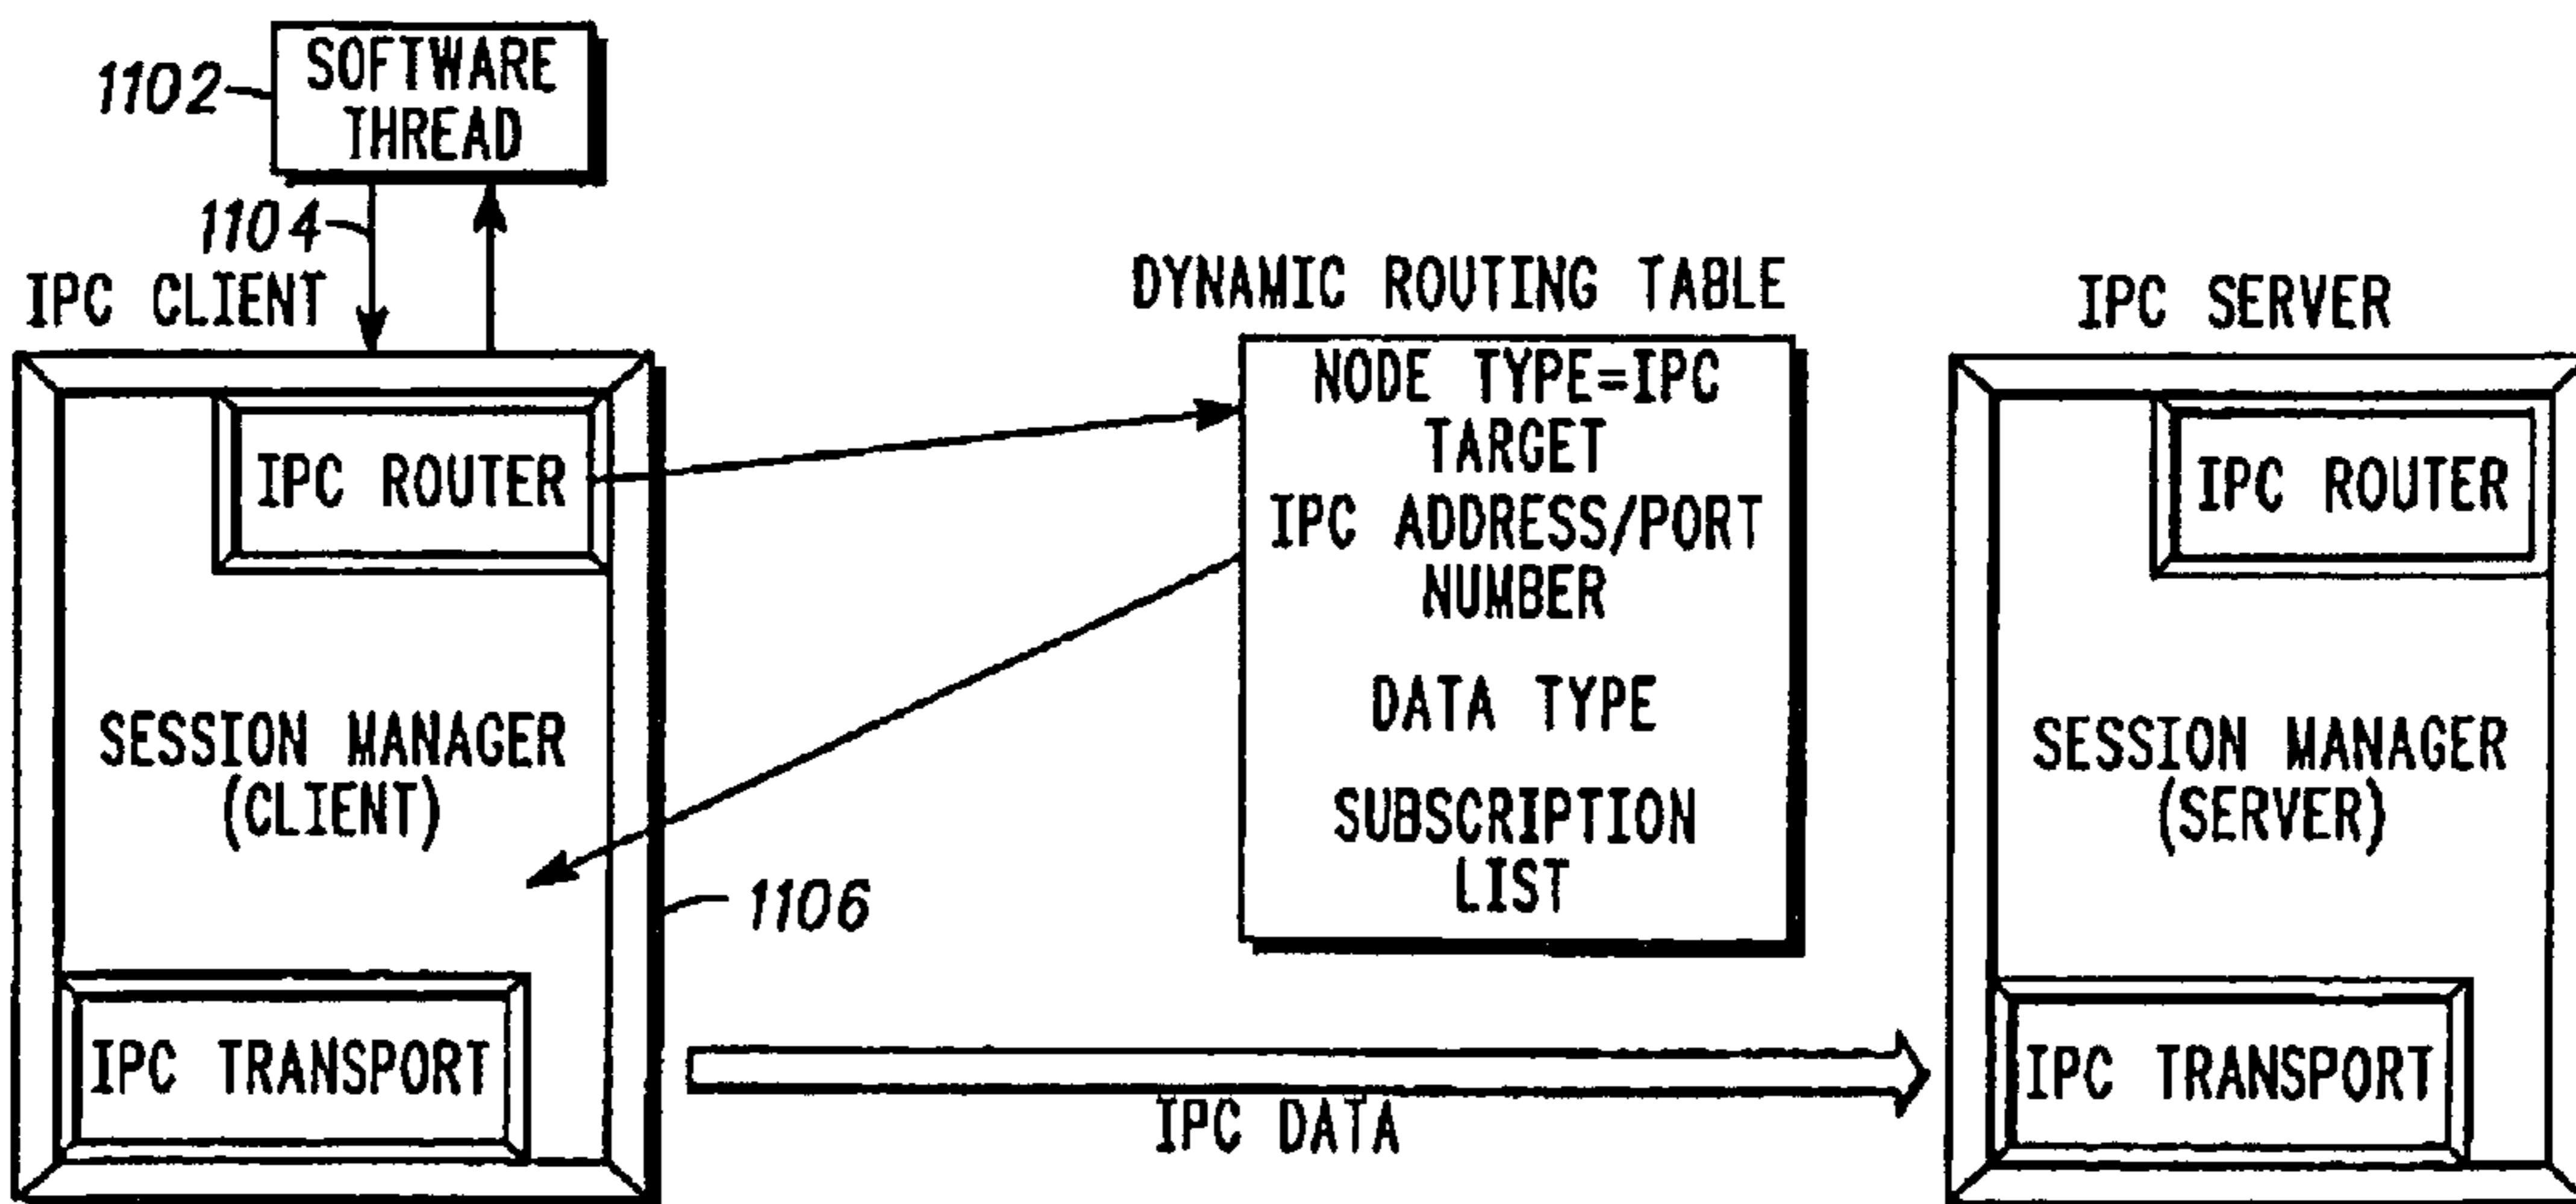 1102
SOFTWARE
THREAD
1104
IPC CLIENT
IPC ROUTER
SESSION MANAGER
(CLIENT)
1106
IPC TRANSPORT
DYNAMIC ROUTING TABLE
NODE TYPE=IPC
TARGET
IPC ADDRESS/PORT
NUMBER
DATA TYPE
SUBSCRIPTION
LIST
IPC DATA
IPC SERVER
IPC ROUTER
SESSION MANAGER
(SERVER)
IPC TRANSPORT